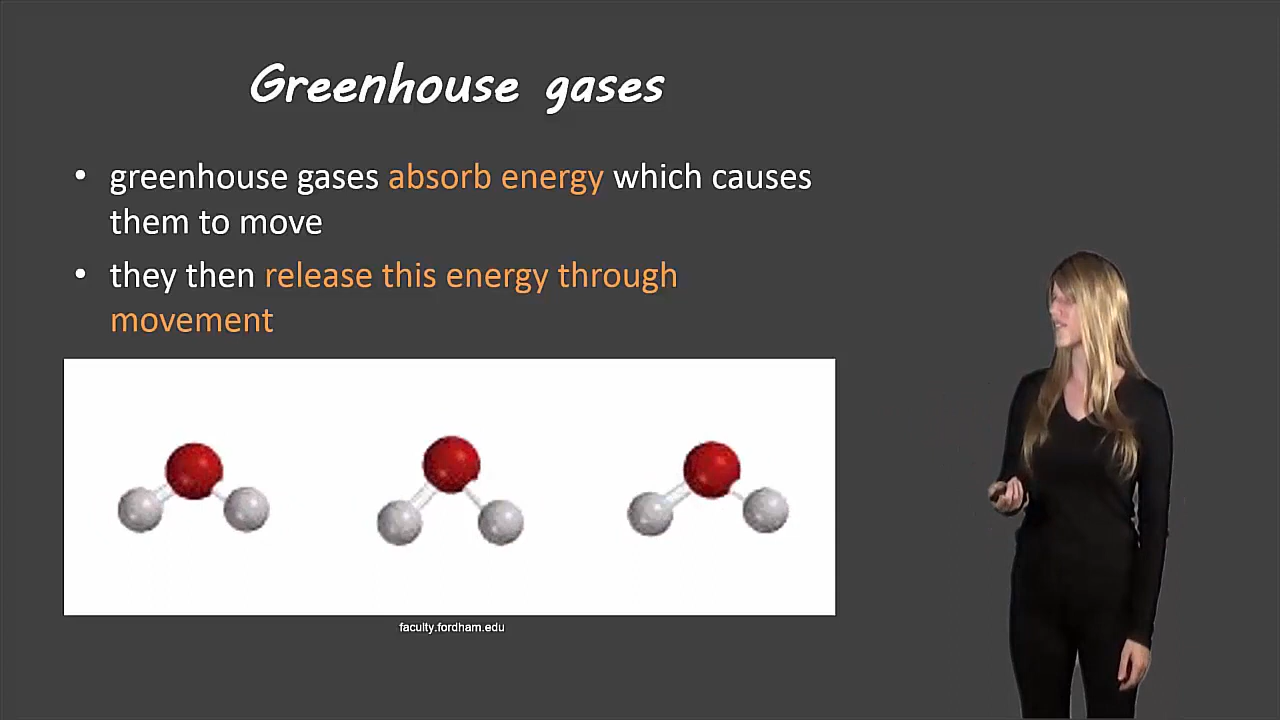 Greenhouse gases
• greenhouse gases absorb energy which causes
them to move
• they then release this energy through
movement
faculty.fordham.edu